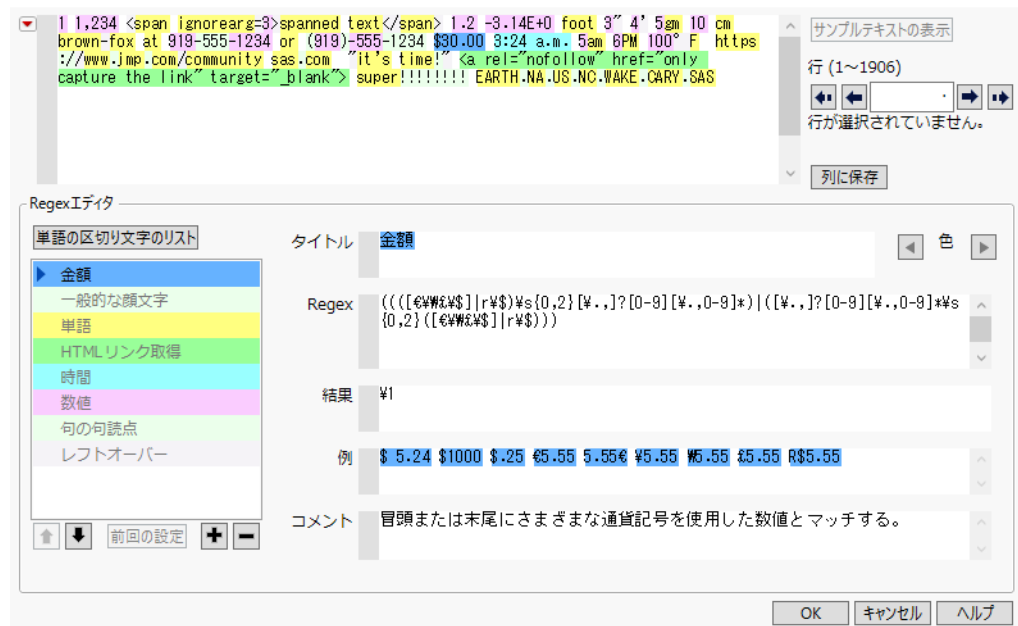 1 1,234 <span ignorearg=3>spanned text</span> 1.2 -3.14E+0 foot 3″ 4’ 5gm 10 cm
brown-fox at 919-555-1234 or (919)-555-1234 $30.00 3:24 a.m. 5am 6PM 100° F https
://www.jmp.com/community sas.com "it's time!" <a rel="nofollow" href="only
capture the link" target="_blank"> super!!!!!!!! EARTH.NA.US.NC.WAKE.CARY.SAS
サンプルテキストの表示
行 (1～1906)
行が選択されていません。
列に保存
Regexエディタ
単語の区切り文字のリスト
金額
一般的な顔文字
単語
HTMLリンク取得
時間
数値
句の句読点
レフトオーバー
前回の設定
タイトル 金額
色
Regex ((([€¥₩£¥$]|r¥$)¥s{0,2}[¥.,]?[0-9][¥.,0-9]*)|([¥.,]?[0-9][¥.,0-9]*¥s
{0,2}([€¥₩£¥$]|r¥$)))
結果 ¥1
例 $ 5.24 $1000 $.25 €5.55 5.55€ ¥5.55 ₩5.55 £5.55 R$5.55
コメント 冒頭または末尾にさまざまな通貨記号を使用した数値とマッチする。
OK キャンセル ヘルプ